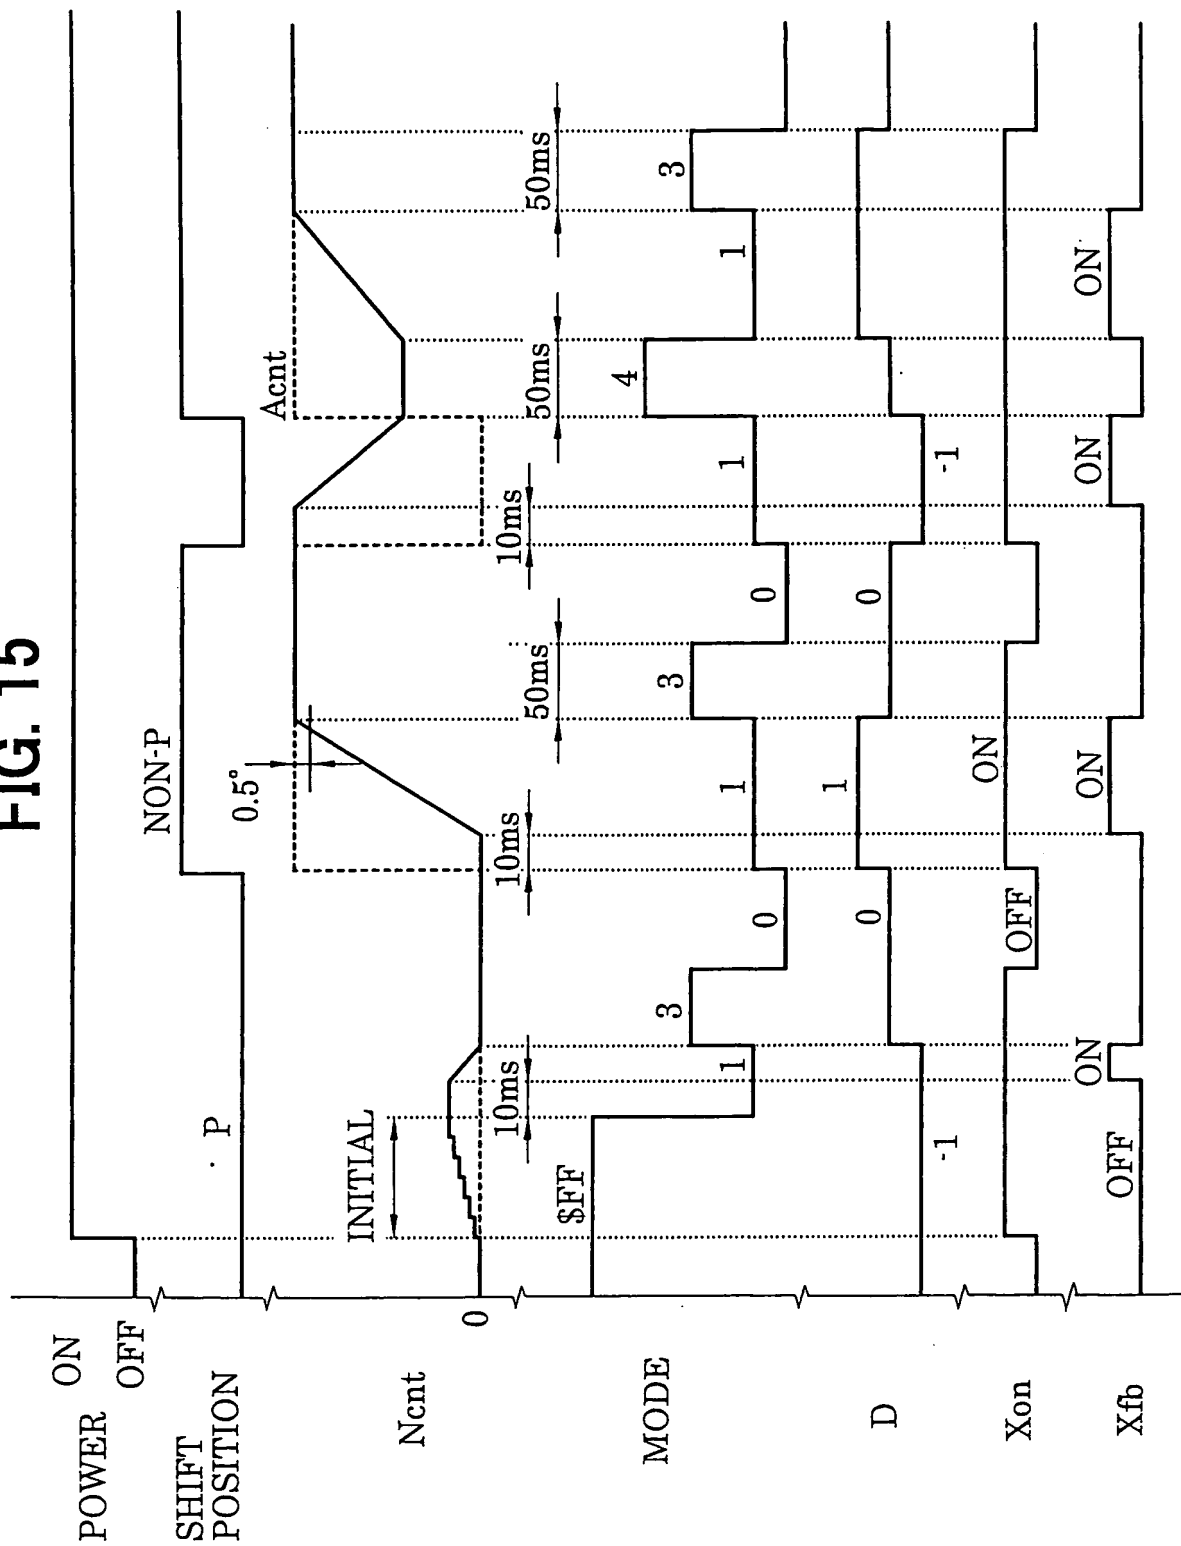 FIG. 15
POWER
ON
OFF
SHIFT
POSITION
P
NON-P
Ncnt
0
INITIAL
0.5°
Acnt
10ms
10ms
50ms
10ms
50ms
50ms
MODE
$FF
1
3
0
1
3
0
1
4
1
3
D
-1
0
1
0
-1
Xon
OFF
ON
Xfb
OFF
ON
ON
ON
ON